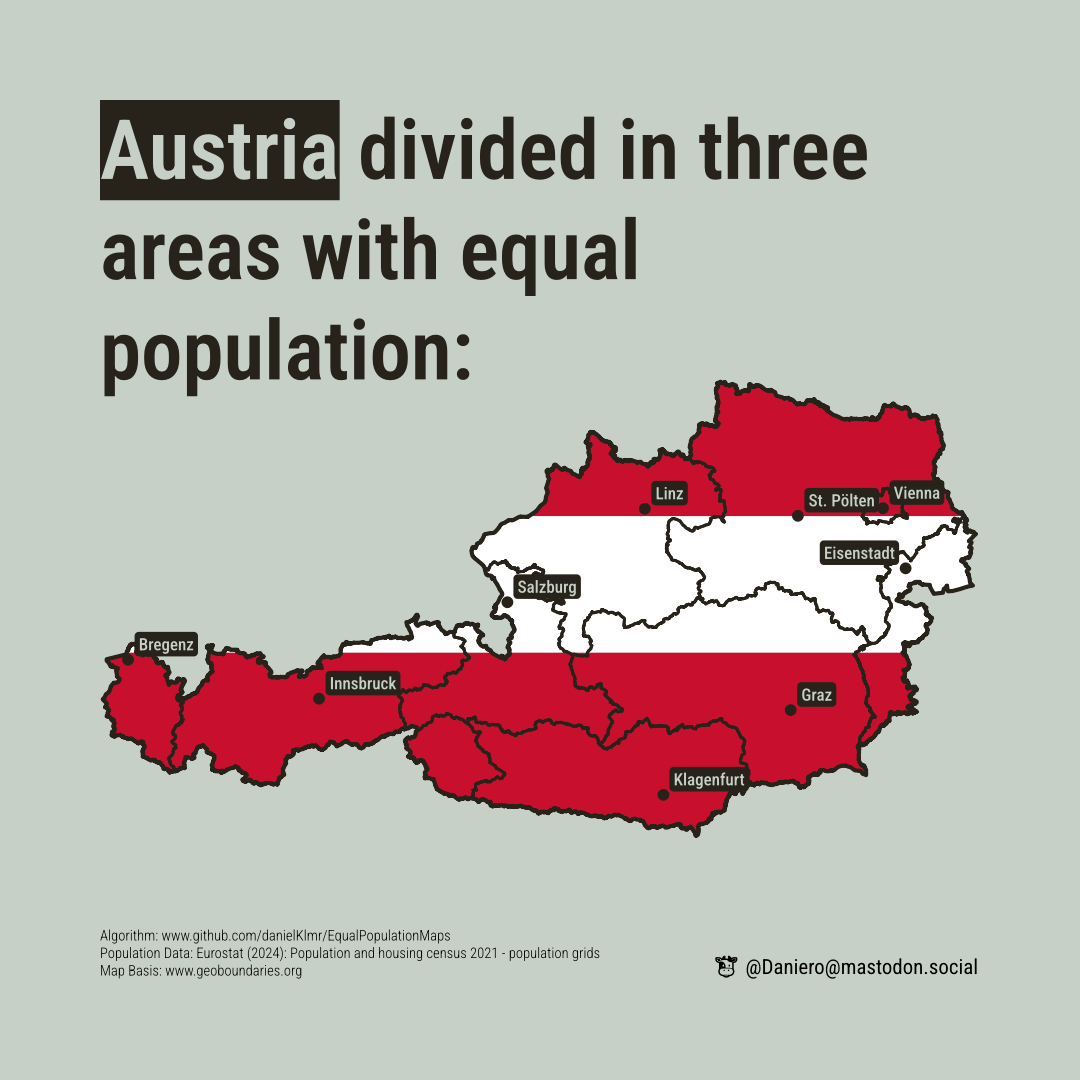 Austria divided in three
areas with equal
population:
Linz
St. Pölten
Vienna
Eisenstadt
Salzburg
Bregenz
Innsbruck
Graz
Klagenfurt
Algorithm: www.github.com/danielKlmr/EqualPopulationMaps
Population Data: Eurostat (2024): Population and housing census 2021 - population grids
Map Basis: www.geoboundaries.org
@Daniero@mastodon.social